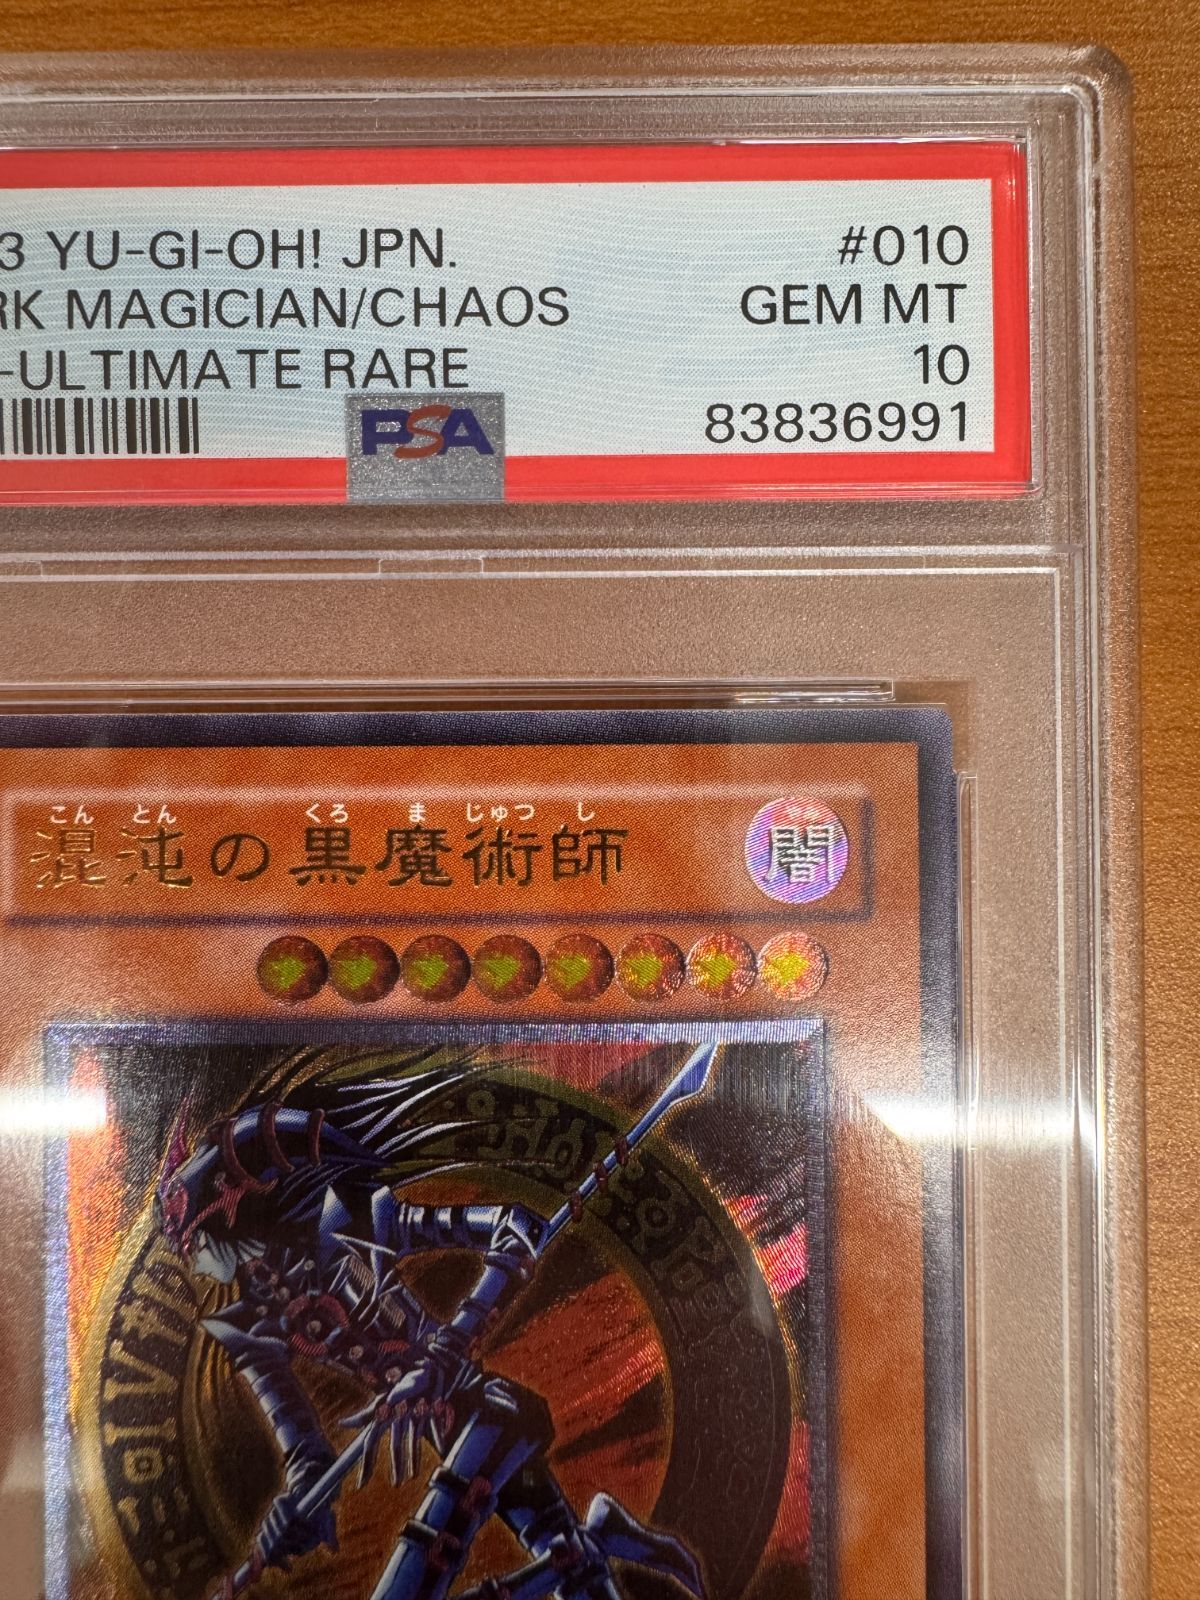 3 YU-GI-OH! JPN. #010
RK MAGICIAN/CHAOS GEM MT
-ULTIMATE RARE 10
PSA 83836991
こん とん くろ ま じゅつ し
混沌の黒魔術師 闇